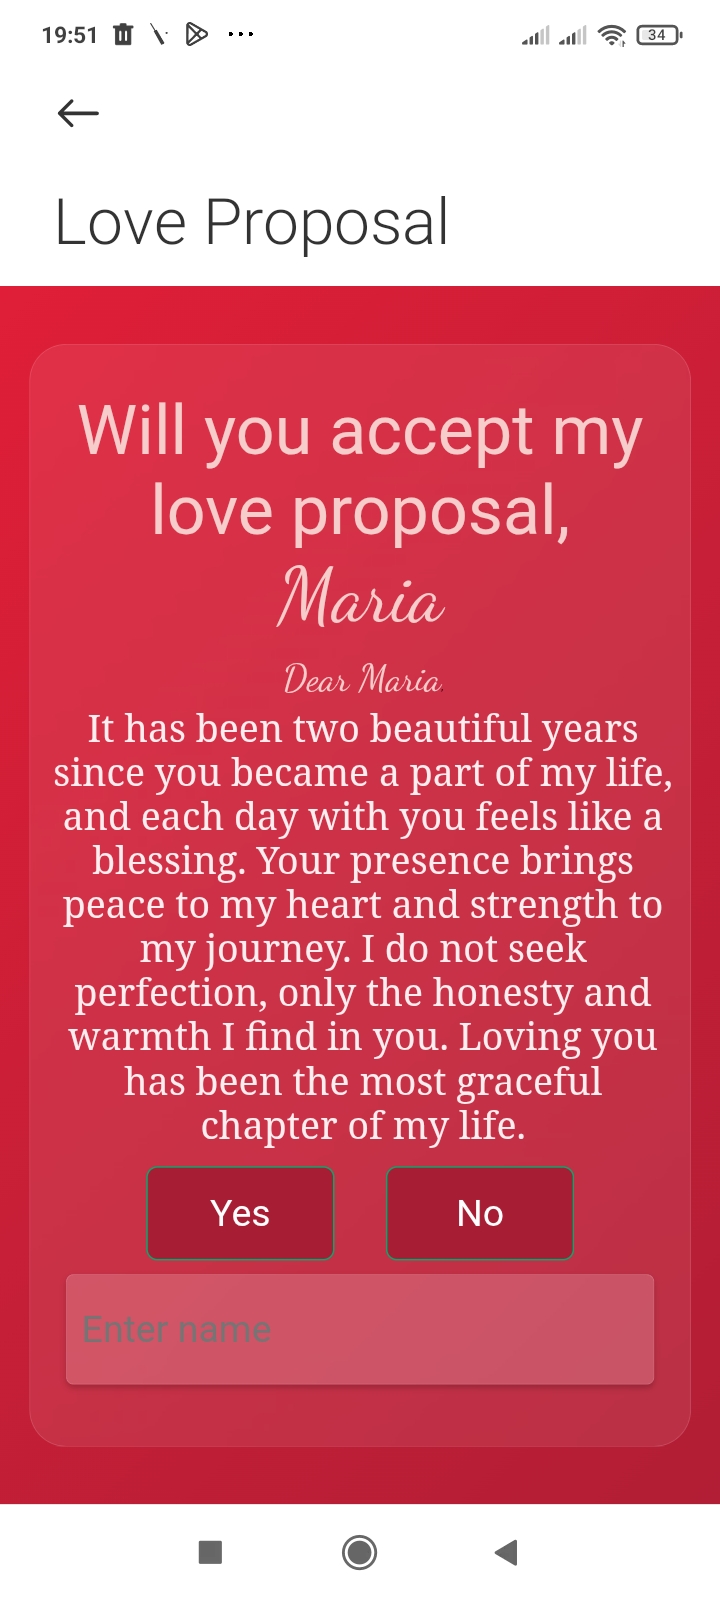 19:51
34
Love Proposal
Will you accept my
love proposal,
Maria
Dear Maria
It has been two beautiful years
since you became a part of my life,
and each day with you feels like a
blessing. Your presence brings
peace to my heart and strength to
my journey. I do not seek
perfection, only the honesty and
warmth I find in you. Loving you
has been the most graceful
chapter of my life.
Yes No
Enter name